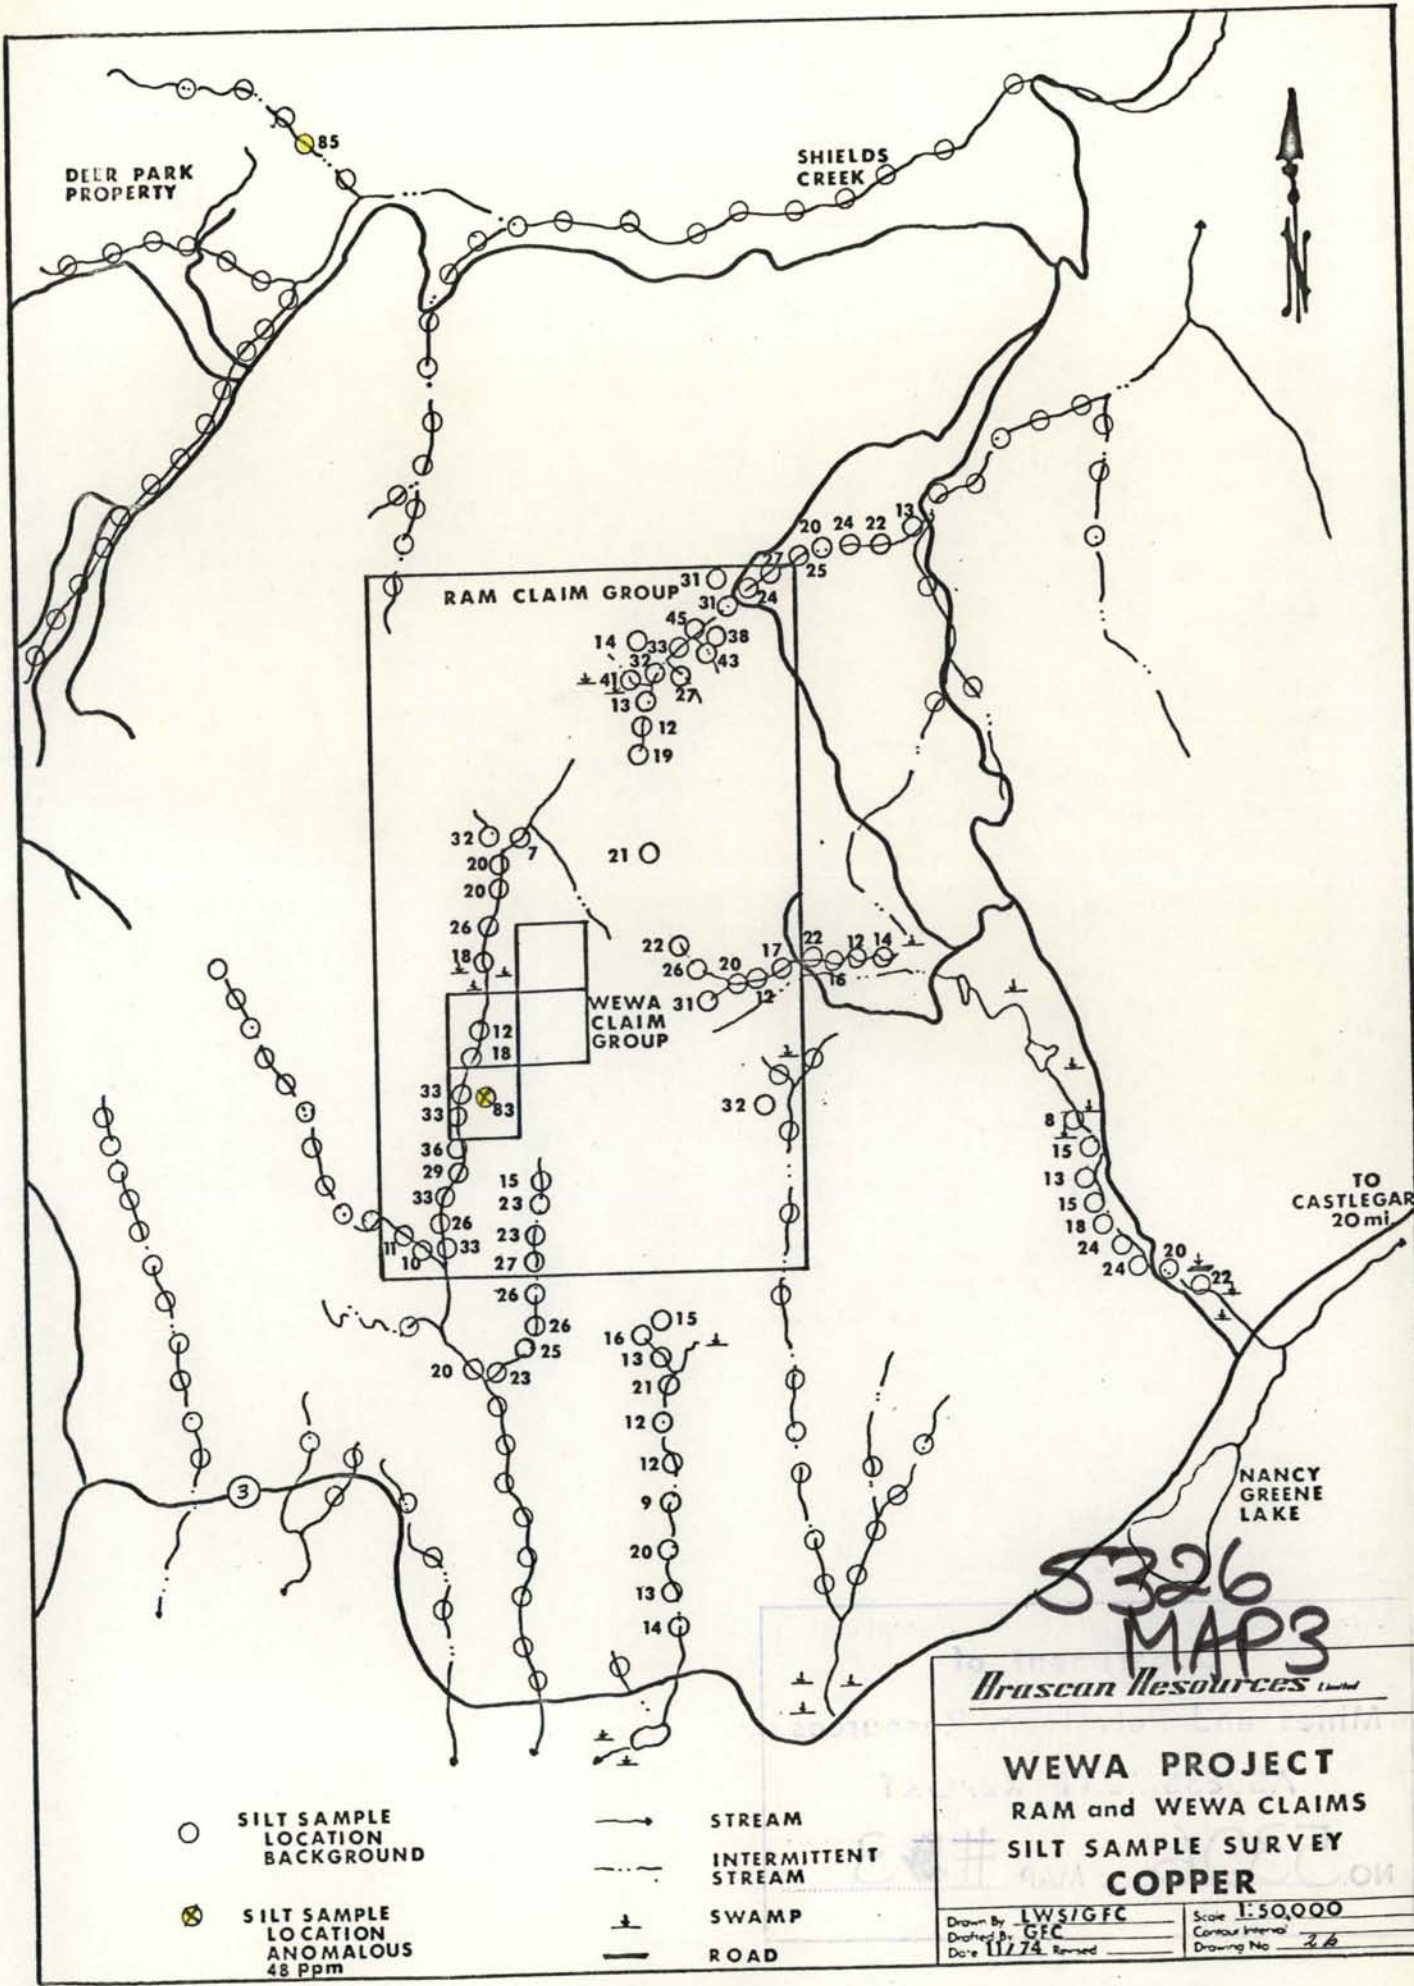 85
DEER PARK
PROPERTY
SHIELDS
CREEK
N
13
20 24 22
27
25
RAM CLAIM GROUP
31
24
31
45
38
14
33
43
32
41
27
13
12
19
32
7
21
20
20
26
18
22
22
12 14
17
26
20
16
12
31
WEWA
CLAIM
GROUP
12
18
33
83
32
33
8
36
15
29
15
13
TO
CASTLEGAR
20 mi.
33
23
15
26
18
23
11
33
24
10
27
24
20
22
26
15
26
16
25
13
20
23
21
12
12
3
9
NANCY
GREENE
LAKE
20
13
14
5326
MAP3
Brascan Resources Limited
WEWA PROJECT
RAM and WEWA CLAIMS
SILT SAMPLE SURVEY
COPPER
Drawn By LWS/GFC
Drafted By GFC
Date 11/74 Revised
Scale 1:50,000
Contour Interval
Drawing No 2b
SILT SAMPLE
LOCATION
BACKGROUND
SILT SAMPLE
LOCATION
ANOMALOUS
48 ppm
STREAM
INTERMITTENT
STREAM
SWAMP
ROAD